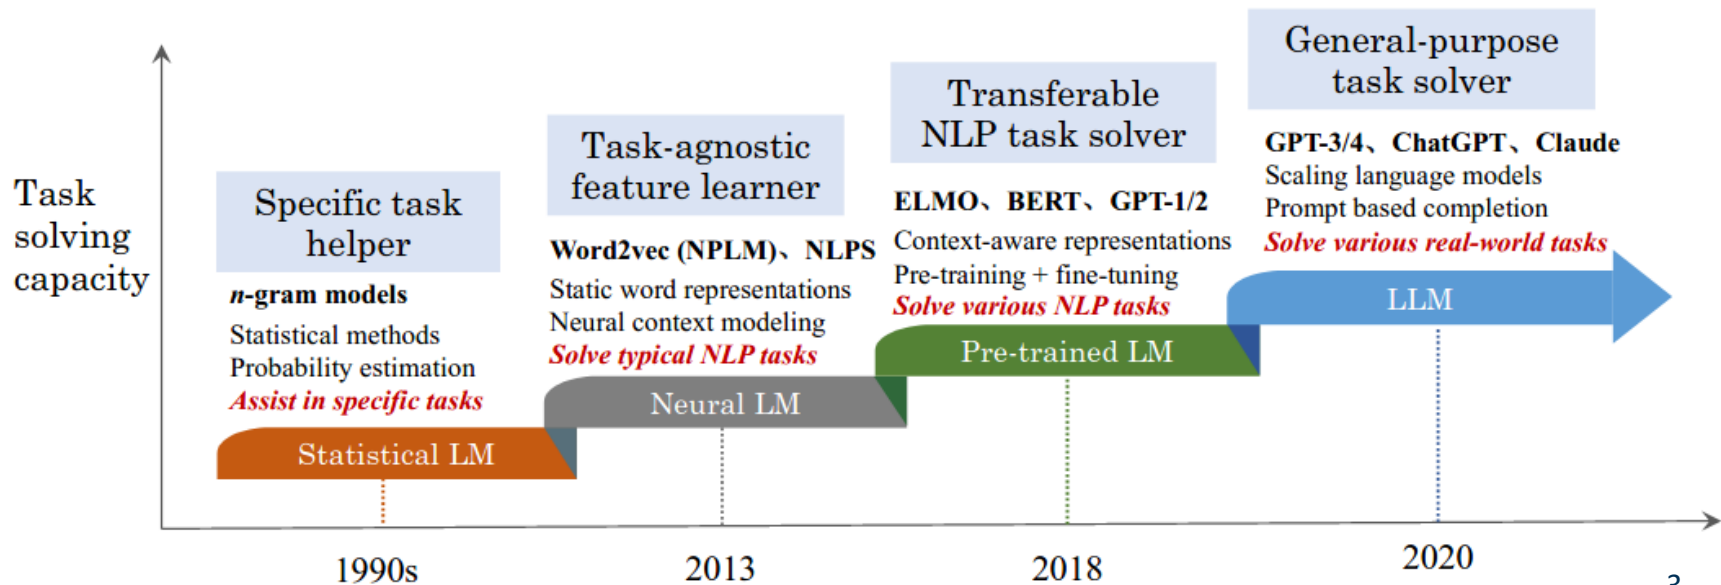 Task
solving
capacity
Specific task
helper
n-gram models
Statistical methods
Probability estimation
Assist in specific tasks
Statistical LM
1990s
Task-agnostic
feature learner
Word2vec (NPLM)、NLPS
Static word representations
Neural context modeling
Solve typical NLP tasks
Neural LM
2013
Transferable
NLP task solver
ELMO、BERT、GPT-1/2
Context-aware representations
Pre-training + fine-tuning
Solve various NLP tasks
Pre-trained LM
2018
General-purpose
task solver
GPT-3/4、ChatGPT、Claude
Scaling language models
Prompt based completion
Solve various real-world tasks
LLM
2020